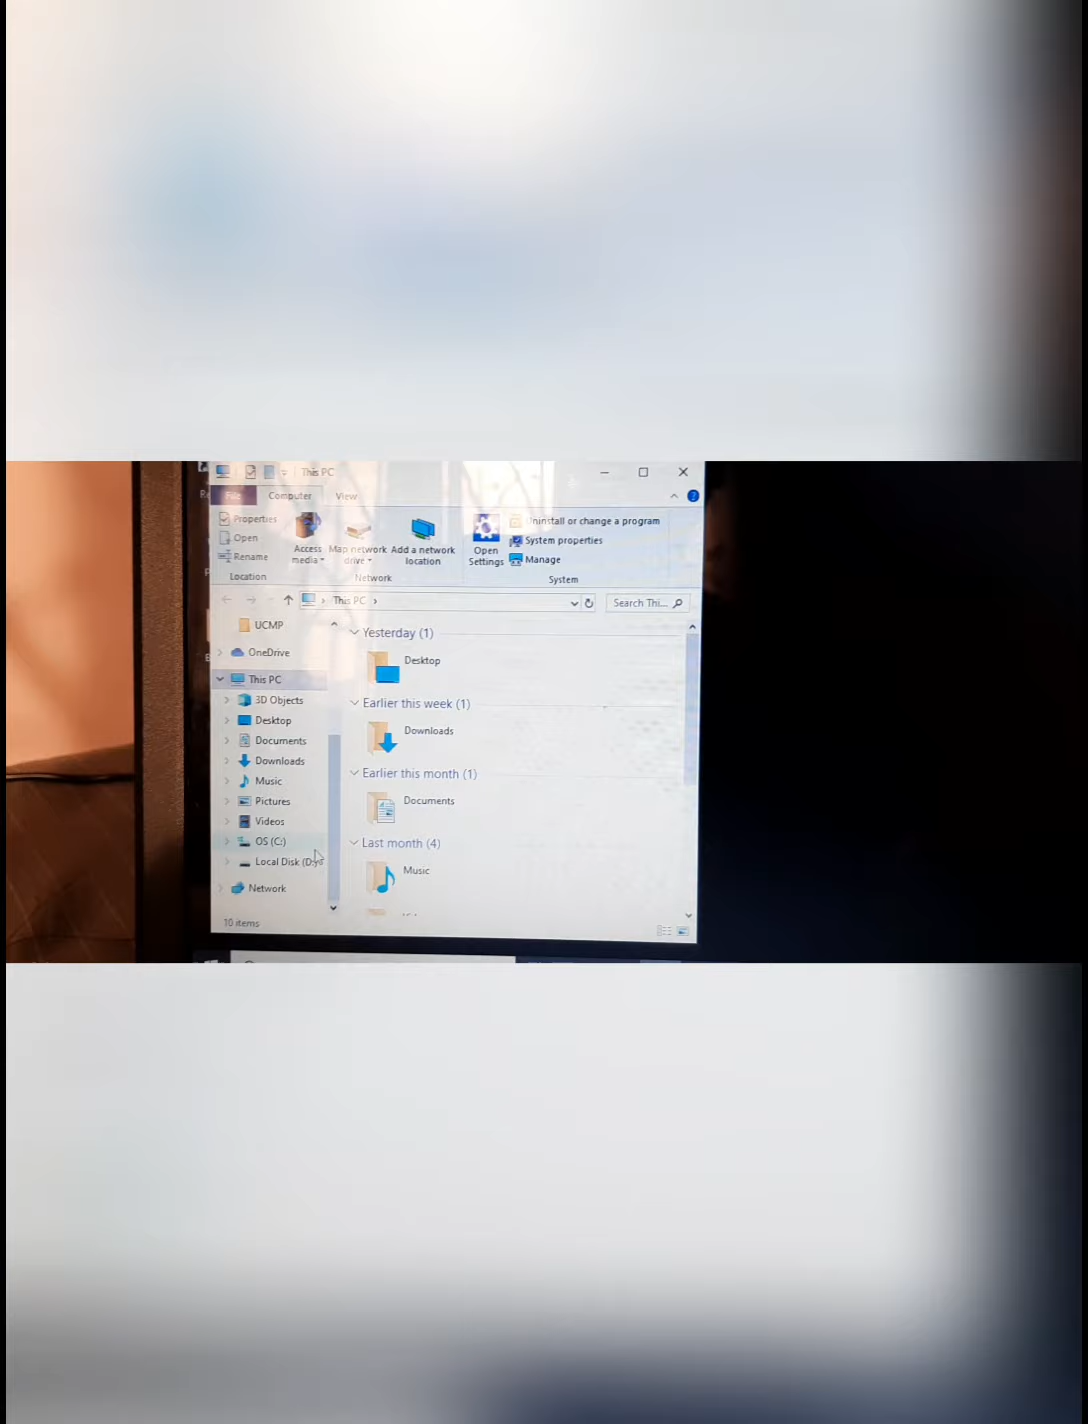 This PC
File Computer View
Properties
Open
Rename
Location
Access media
Map network drive
Add a network location
Network
Open Settings
Uninstall or change a program
System properties
Manage
System
This PC
Search Thi...
UCMP
OneDrive
This PC
3D Objects
Desktop
Documents
Downloads
Music
Pictures
Videos
OS (C:)
Local Disk (D:)
Network
10 items
Yesterday (1)
Desktop
Earlier this week (1)
Downloads
Earlier this month (1)
Documents
Last month (4)
Music